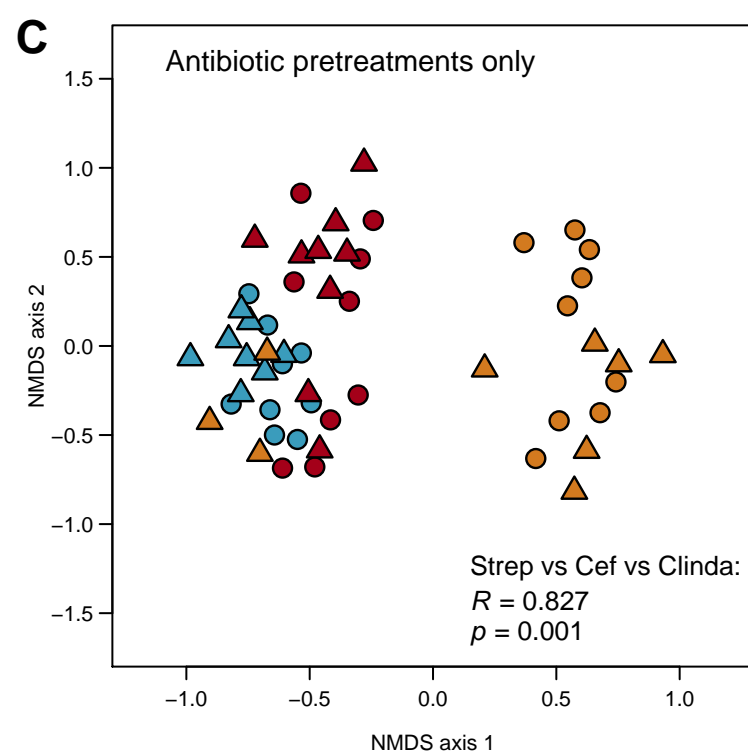 C
Antibiotic pretreatments only
1.5
1.0
0.5
0.0
−0.5
−1.0
−1.5
NMDS axis 2
Strep vs Cef vs Clinda:
R = 0.827
p = 0.001
−1.0 −0.5 0.0 0.5 1.0
NMDS axis 1